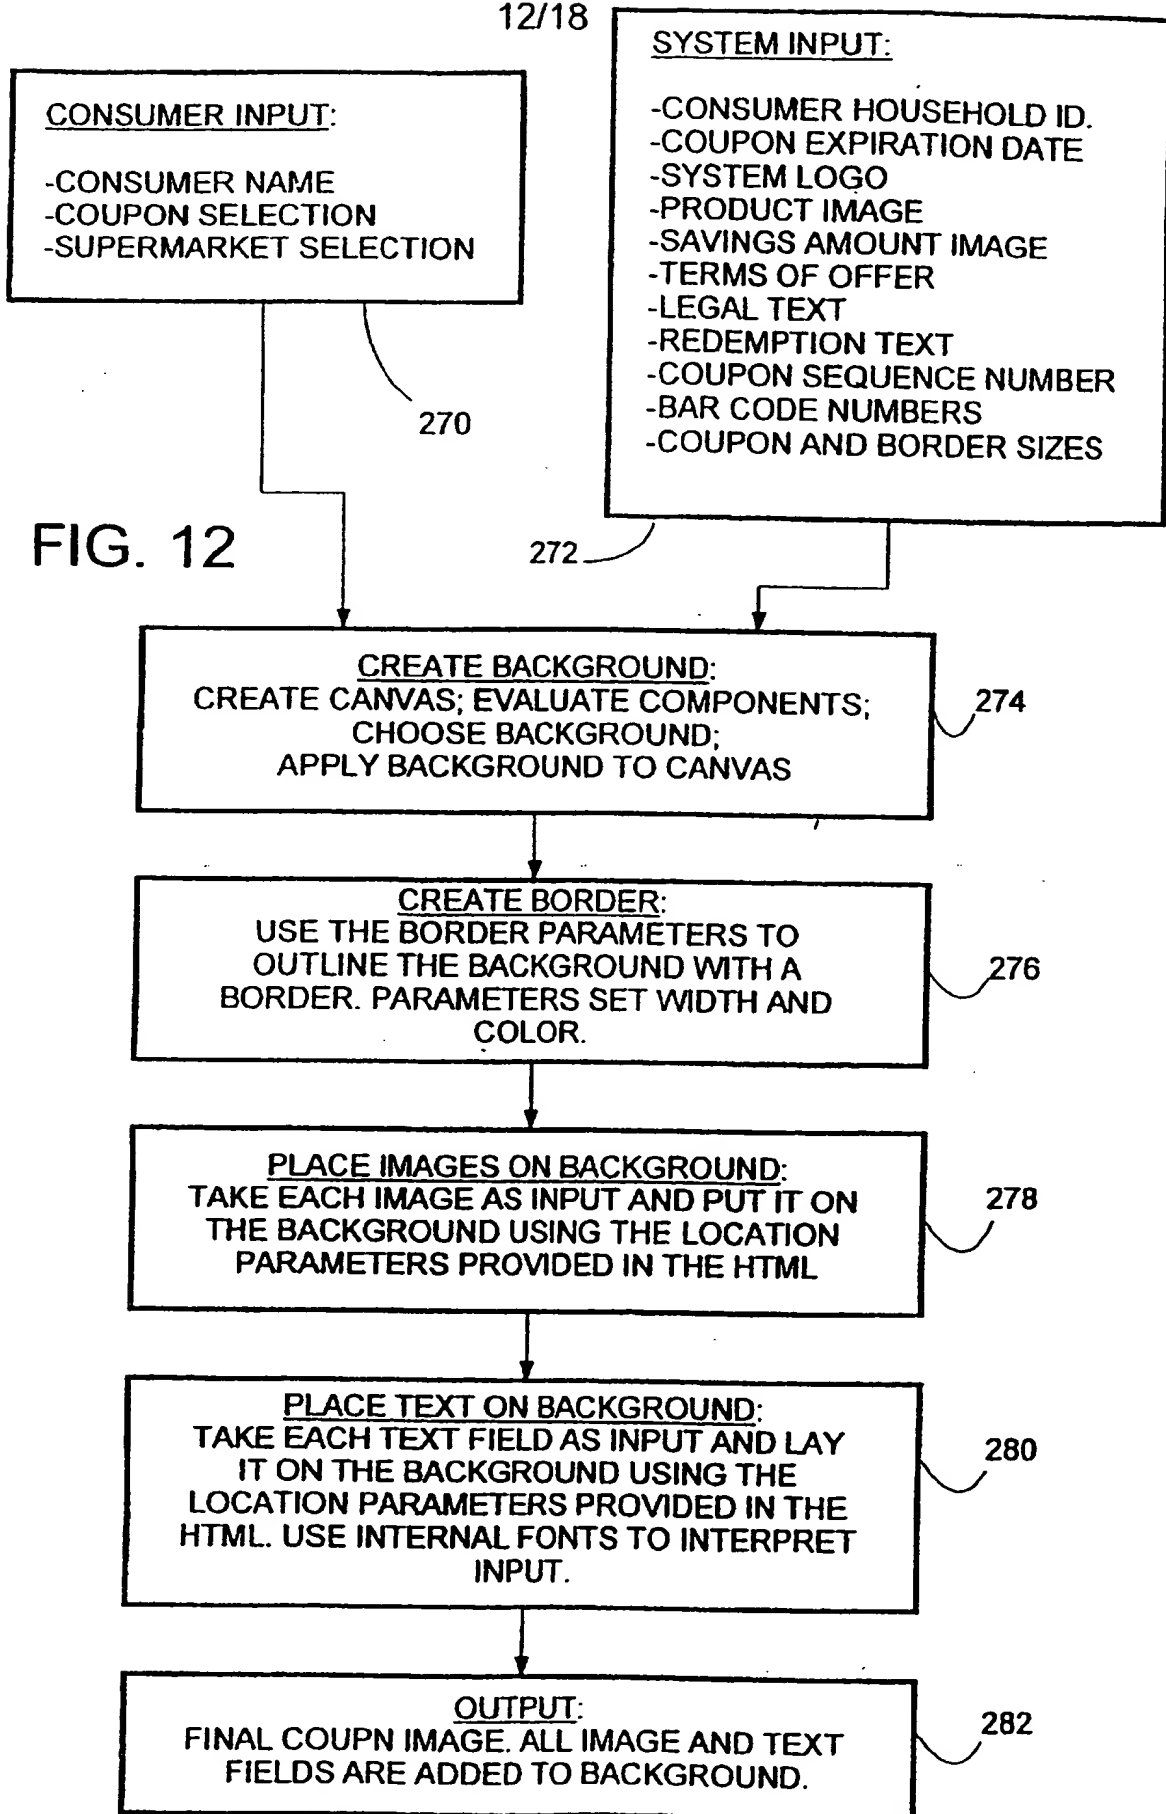 12/18
CONSUMER INPUT:
-CONSUMER NAME
-COUPON SELECTION
-SUPERMARKET SELECTION
270
SYSTEM INPUT:
-CONSUMER HOUSEHOLD ID.
-COUPON EXPIRATION DATE
-SYSTEM LOGO
-PRODUCT IMAGE
-SAVINGS AMOUNT IMAGE
-TERMS OF OFFER
-LEGAL TEXT
-REDEMPTION TEXT
-COUPON SEQUENCE NUMBER
-BAR CODE NUMBERS
-COUPON AND BORDER SIZES
272
FIG. 12
CREATE BACKGROUND:
CREATE CANVAS; EVALUATE COMPONENTS;
CHOOSE BACKGROUND;
APPLY BACKGROUND TO CANVAS
274
CREATE BORDER:
USE THE BORDER PARAMETERS TO
OUTLINE THE BACKGROUND WITH A
BORDER. PARAMETERS SET WIDTH AND
COLOR.
276
PLACE IMAGES ON BACKGROUND:
TAKE EACH IMAGE AS INPUT AND PUT IT ON
THE BACKGROUND USING THE LOCATION
PARAMETERS PROVIDED IN THE HTML
278
PLACE TEXT ON BACKGROUND:
TAKE EACH TEXT FIELD AS INPUT AND LAY
IT ON THE BACKGROUND USING THE
LOCATION PARAMETERS PROVIDED IN THE
HTML. USE INTERNAL FONTS TO INTERPRET
INPUT.
280
OUTPUT:
FINAL COUPN IMAGE. ALL IMAGE AND TEXT
FIELDS ARE ADDED TO BACKGROUND.
282